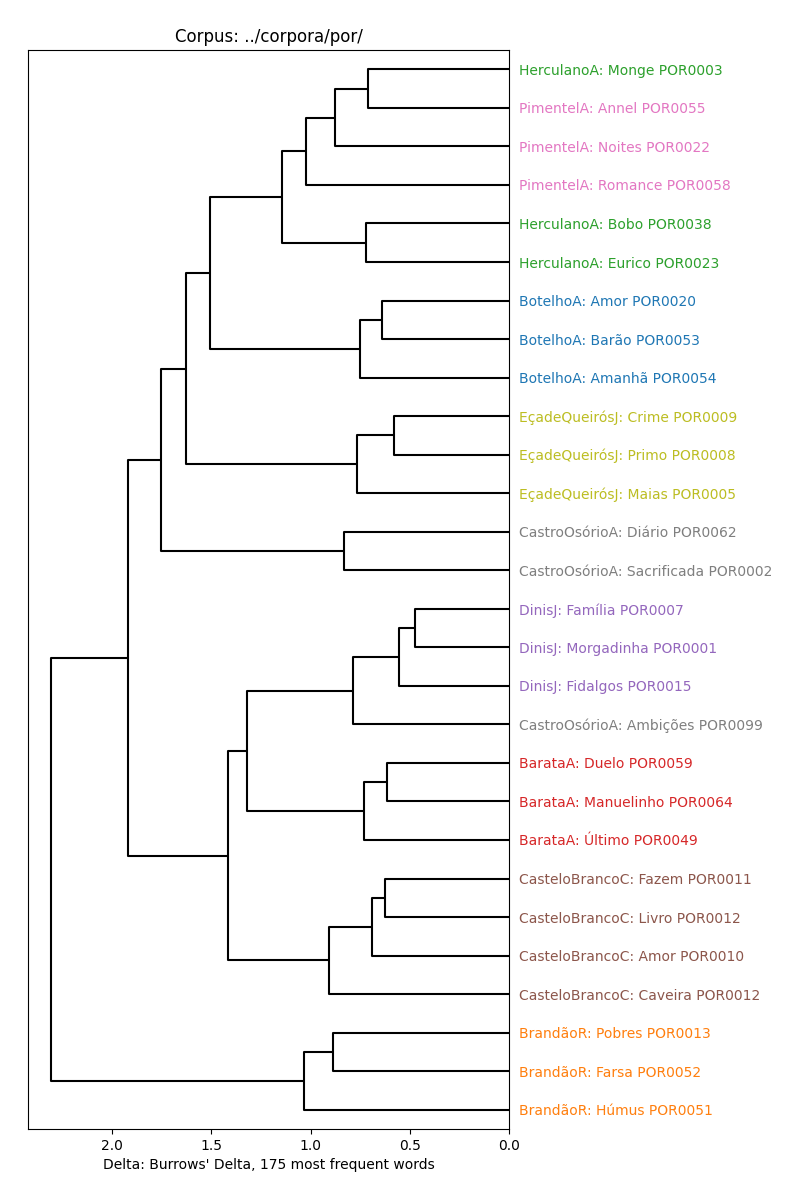 Corpus: ../corpora/por/
HerculanoA: Monge POR0003
PimentelA: Annel POR0055
PimentelA: Noites POR0022
PimentelA: Romance POR0058
HerculanoA: Bobo POR0038
HerculanoA: Eurico POR0023
BotelhoA: Amor POR0020
BotelhoA: Barão POR0053
BotelhoA: Amanhã POR0054
EçadeQueirósJ: Crime POR0009
EçadeQueirósJ: Primo POR0008
EçadeQueirósJ: Maias POR0005
CastroOsórioA: Diário POR0062
CastroOsórioA: Sacrificada POR0002
DinisJ: Família POR0007
DinisJ: Morgadinha POR0001
DinisJ: Fidalgos POR0015
CastroOsórioA: Ambições POR0099
BarataA: Duelo POR0059
BarataA: Manuelinho POR0064
BarataA: Último POR0049
CasteloBrancoC: Fazem POR0011
CasteloBrancoC: Livro POR0012
CasteloBrancoC: Amor POR0010
CasteloBrancoC: Caveira POR0012
BrandãoR: Pobres POR0013
BrandãoR: Farsa POR0052
BrandãoR: Húmus POR0051
2.0 1.5 1.0 0.5 0.0
Delta: Burrows' Delta, 175 most frequent words